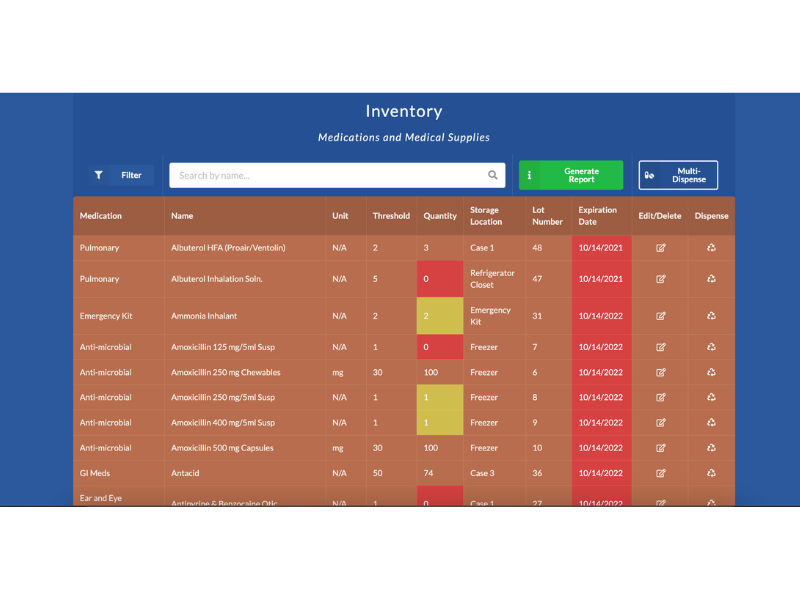 Inventory
Medications and Medical Supplies
Filter
Search by name...
Generate
Report
Multi-
Dispense
Medication Name Unit Threshold Quantity Storage Location Lot Number Expiration Date Edit/Delete Dispense
Pulmonary Albuterol HFA (Proair/Ventolin) N/A 2 3 Case 1 48 10/14/2021
Pulmonary Albuterol Inhalation Soln. N/A 5 0 Refrigerator Closet 47 10/14/2021
Emergency Kit Ammonia Inhalant N/A 2 2 Emergency Kit 31 10/14/2022
Anti-microbial Amoxicillin 125 mg/5ml Susp N/A 1 0 Freezer 7 10/14/2022
Anti-microbial Amoxicillin 250 mg Chewables mg 30 100 Freezer 6 10/14/2022
Anti-microbial Amoxicillin 250 mg/5ml Susp N/A 1 1 Freezer 8 10/14/2022
Anti-microbial Amoxicillin 400 mg/5ml Susp N/A 1 1 Freezer 9 10/14/2022
Anti-microbial Amoxicillin 500 mg Capsules mg 30 100 Freezer 10 10/14/2022
GI Meds Antacid N/A 50 74 Case 3 36 10/14/2022
Ear and Eye Antipyrine & Benzocaine Otic N/A 1 0 Case 1 27 10/14/2022